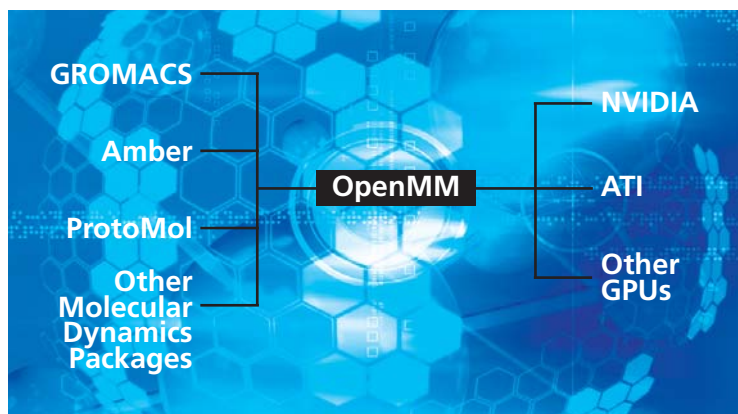 GROMACS
Amber
ProtoMol
Other
Molecular
Dynamics
Packages
OpenMM
NVIDIA
ATI
Other
GPUs